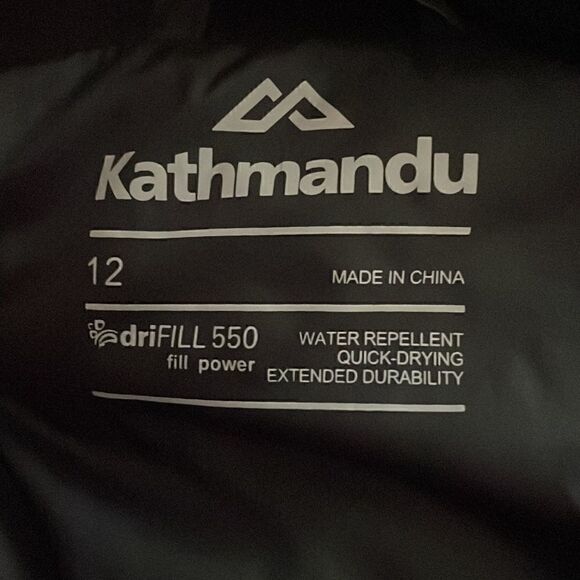 Kathmandu
12 MADE IN CHINA
driFILL 550
fill power
WATER REPELLENT
QUICK-DRYING
EXTENDED DURABILITY